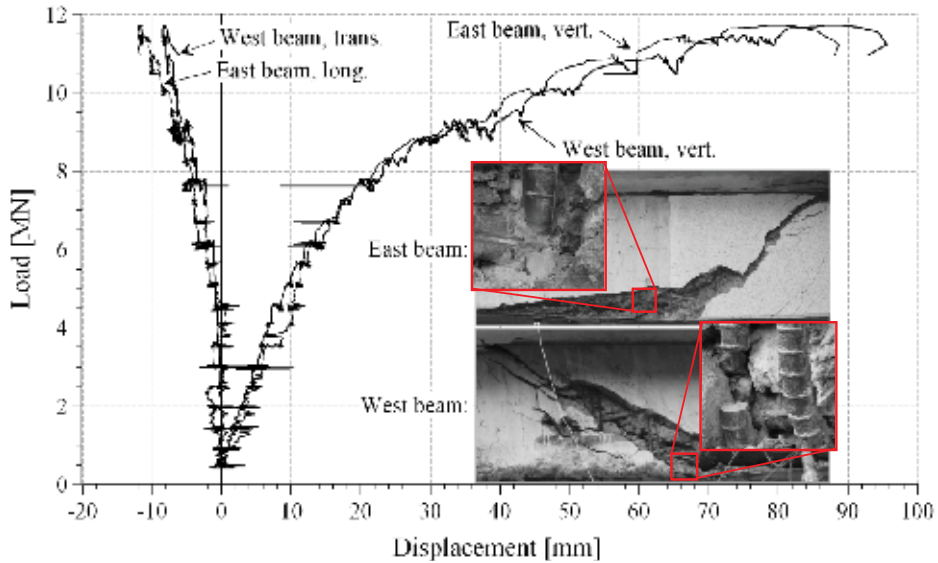 12
10
8
6
4
2
0
Load [MN]
West beam, trans.
East beam, long.
East beam, vert.
West beam, vert.
East beam:
West beam:
-20
-10
0
10
20
30
40
50
60
70
80
90
100
Displacement [mm]